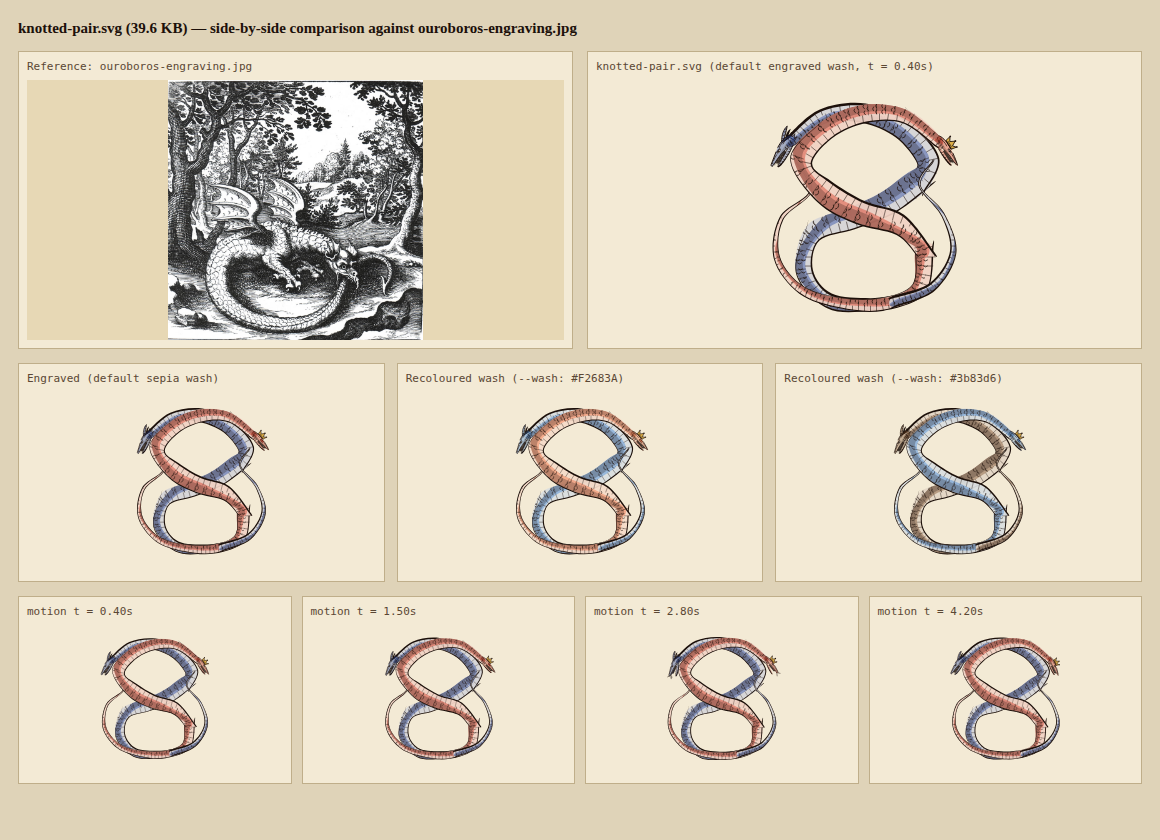 knotted-pair.svg (39.6 KB) — side-by-side comparison against ouroboros-engraving.jpg
Reference: ouroboros-engraving.jpg
knotted-pair.svg (default engraved wash, t = 0.40s)
Engraved (default sepia wash)
Recoloured wash (--wash: #F2683A)
Recoloured wash (--wash: #3b83d6)
motion t = 0.40s
motion t = 1.50s
motion t = 2.80s
motion t = 4.20s